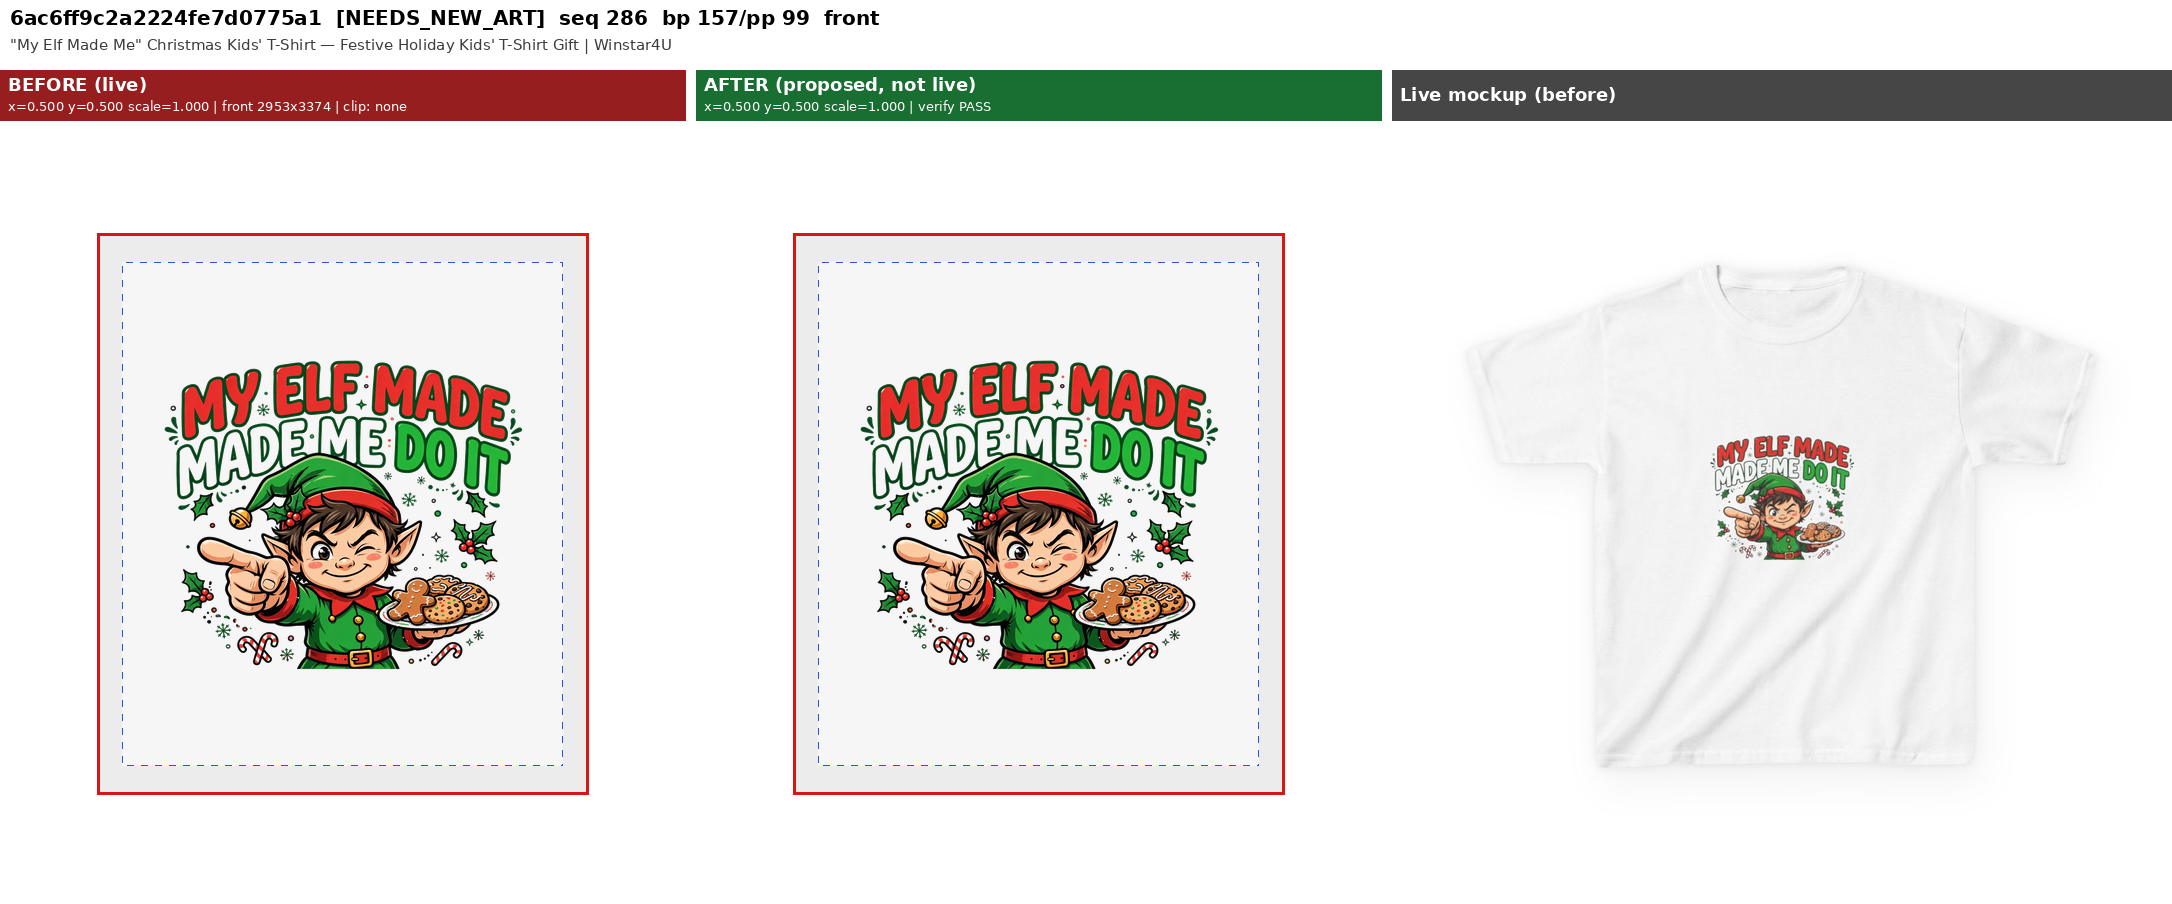 6ac6ff9c2a2224fe7d0775a1 [NEEDS_NEW_ART] seq 286 bp 157/pp 99 front
"My Elf Made Me" Christmas Kids' T-Shirt — Festive Holiday Kids' T-Shirt Gift | Winstar4U
BEFORE (live)
x=0.500 y=0.500 scale=1.000 | front 2953x3374 | clip: none
AFTER (proposed, not live)
x=0.500 y=0.500 scale=1.000 | verify PASS
Live mockup (before)
MY ELF MADE
MADE ME DO IT
MY ELF MADE
MADE ME DO IT
MY ELF MADE
MADE ME DO IT